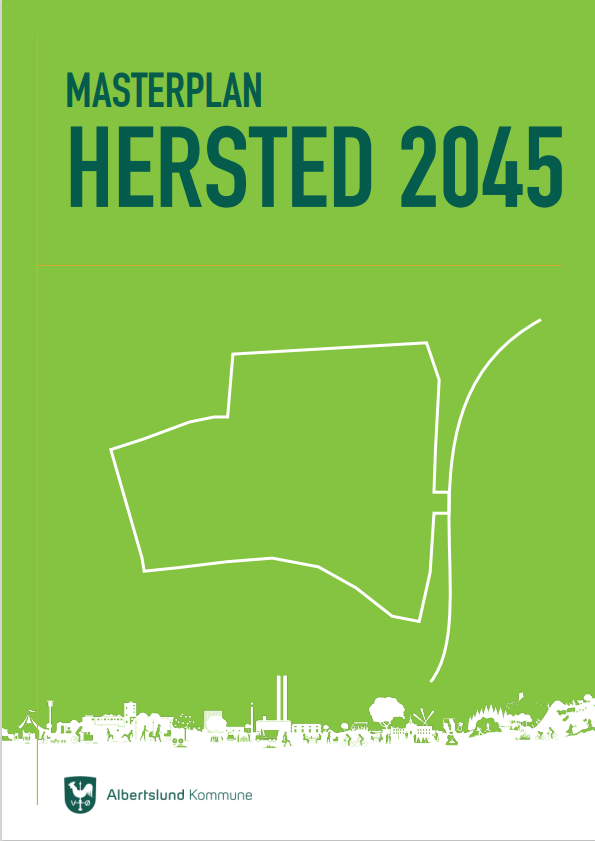 MASTERPLAN
HERSTED 2045
V Ø
Albertslund Kommune